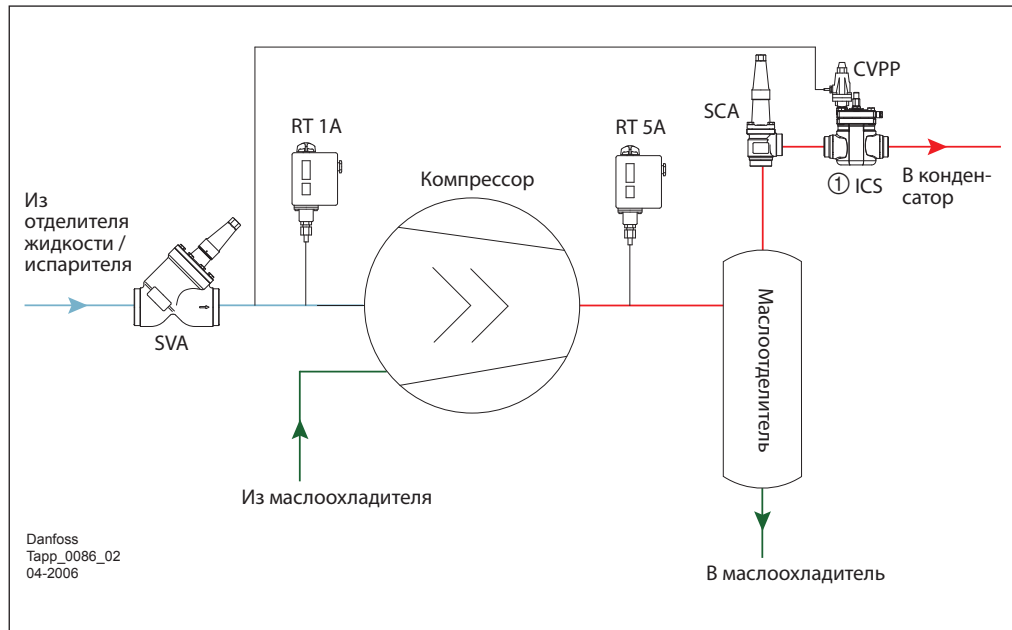 CVPP
SCA
RT 1A
RT 5A
Компрессор
① ICS
В конден-
сатор
Из
отделителя
жидкости /
испарителя
SVA
Маслоотделитель
Из маслоохладителя
В маслоохладитель
Danfoss
Tapp_0086_02
04-2006